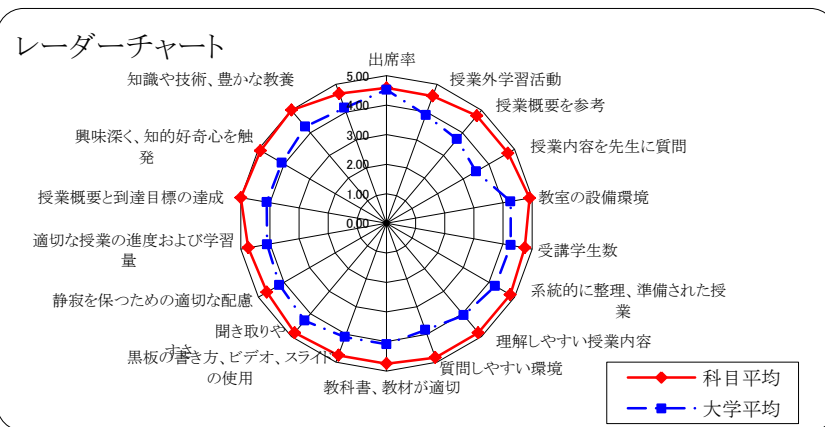 レーダーチャート
出席率
授業外学習活動
授業概要を参考
授業内容を先生に質問
教室の設備環境
受講学生数
系統的に整理、準備された授
業
理解しやすい授業内容
質問しやすい環境
教科書、教材が適切
黒板の書き方、ビデオ、スライド
の使用
聞き取りや
すさ
静寂を保つための適切な配慮
適切な授業の進度および学習
量
授業概要と到達目標の達成
興味深く、知的好奇心を触
発
知識や技術、豊かな教養
5.00
4.00
3.00
2.00
1.00
0.00
科目平均
大学平均